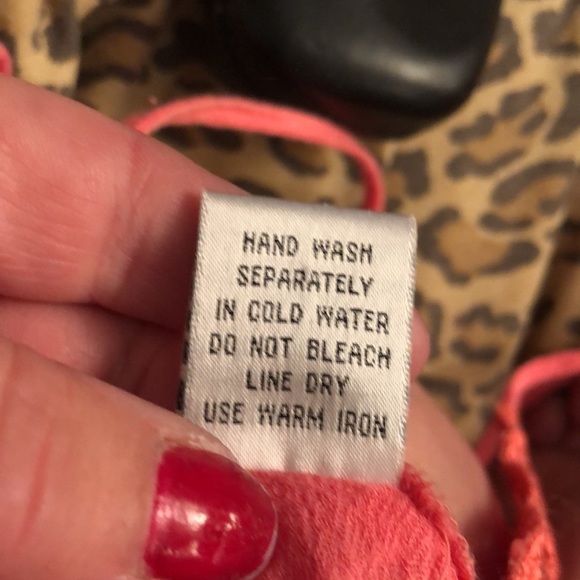 HAND WASH
SEPARATELY
IN COLD WATER
DO NOT BLEACH
LINE DRY
USE WARM IRON